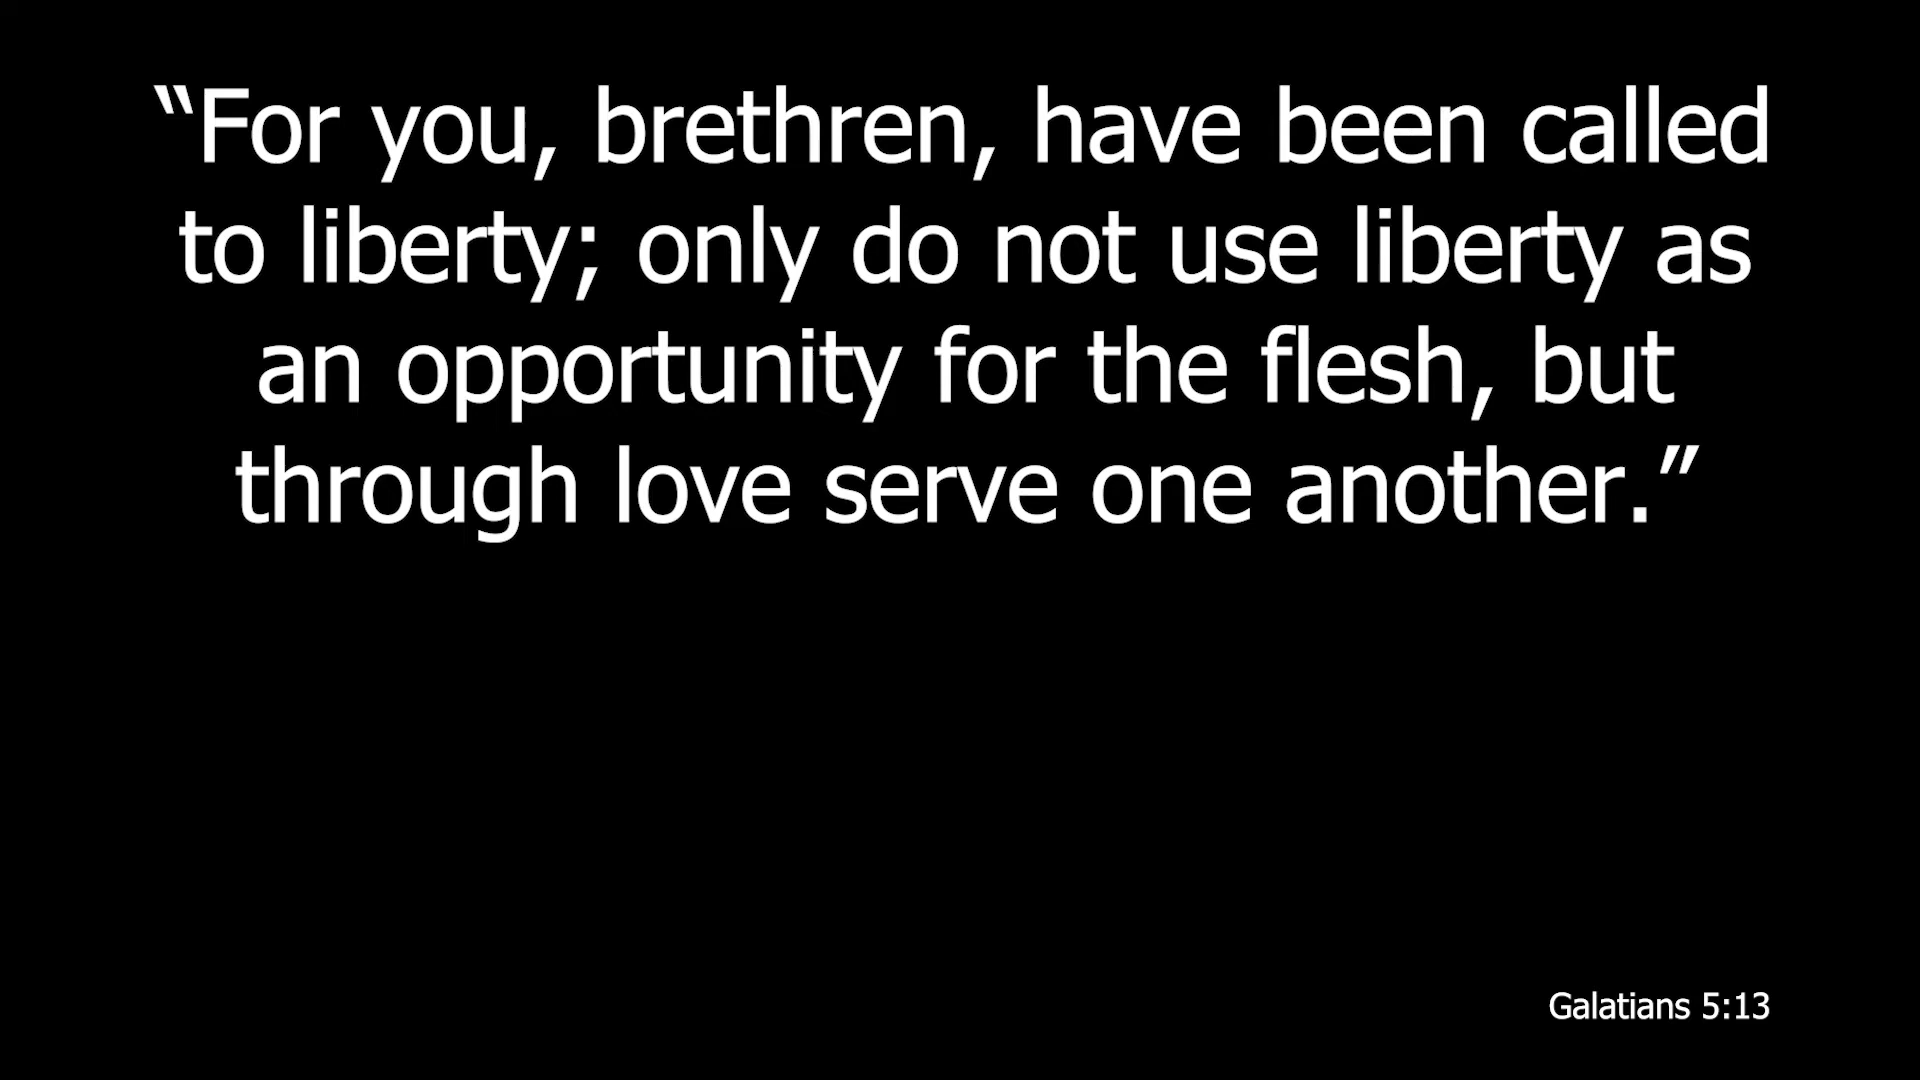 “For you, brethren, have been called
to liberty; only do not use liberty as
an opportunity for the flesh, but
through love serve one another.”
Galatians 5:13